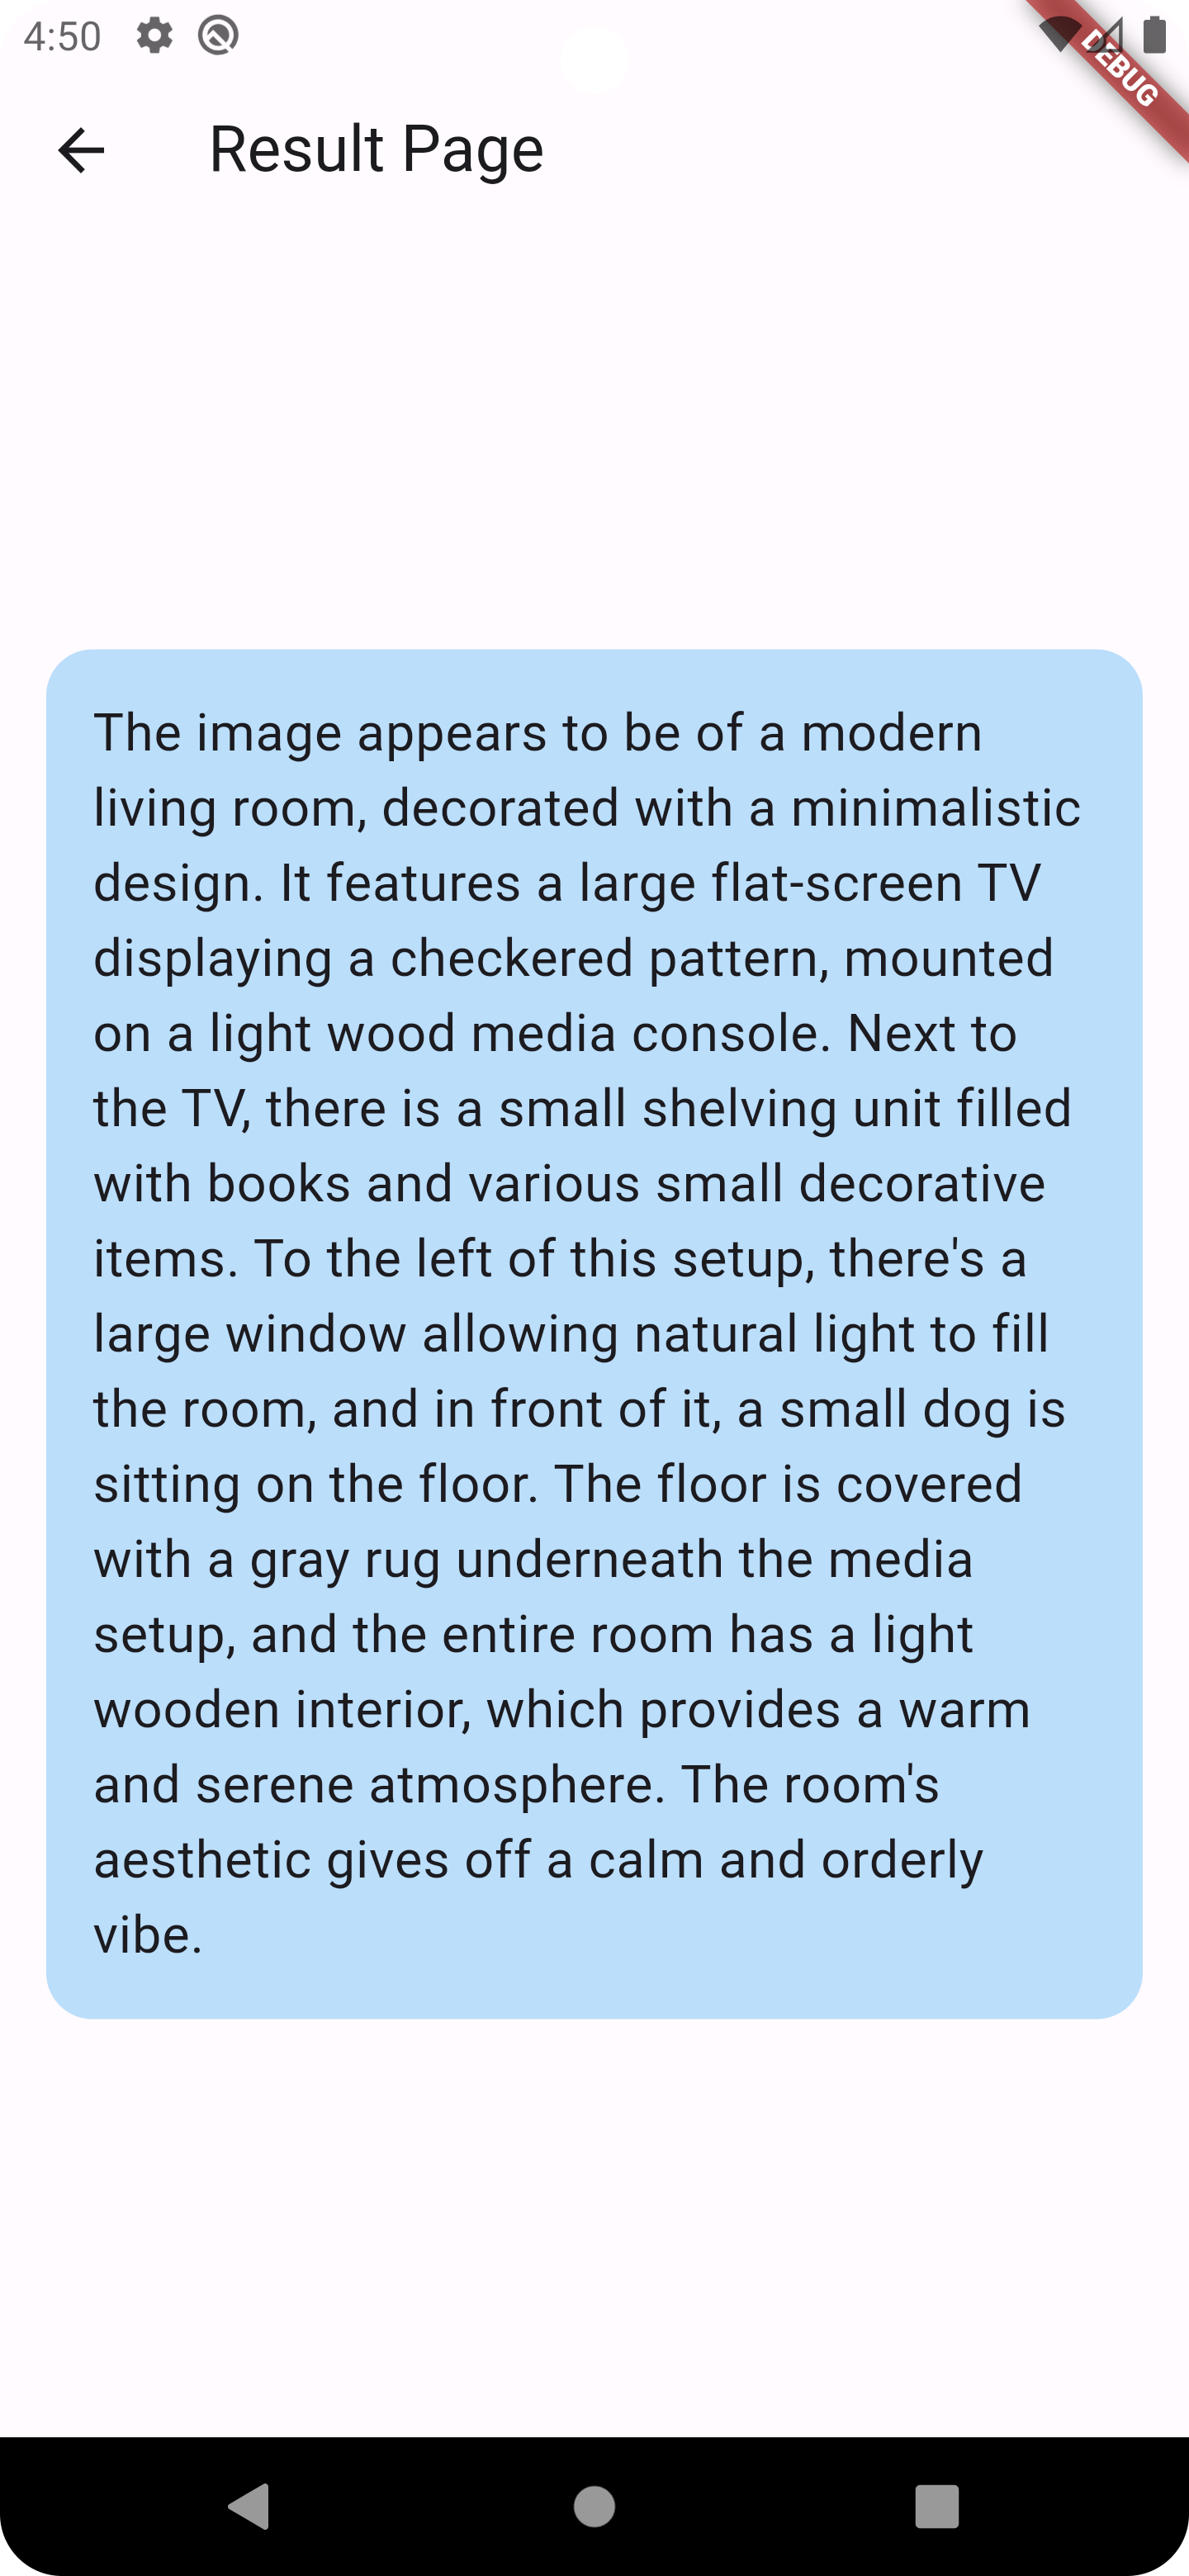 4:50
DEBUG
Result Page
The image appears to be of a modern
living room, decorated with a minimalistic
design. It features a large flat-screen TV
displaying a checkered pattern, mounted
on a light wood media console. Next to
the TV, there is a small shelving unit filled
with books and various small decorative
items. To the left of this setup, there's a
large window allowing natural light to fill
the room, and in front of it, a small dog is
sitting on the floor. The floor is covered
with a gray rug underneath the media
setup, and the entire room has a light
wooden interior, which provides a warm
and serene atmosphere. The room's
aesthetic gives off a calm and orderly
vibe.